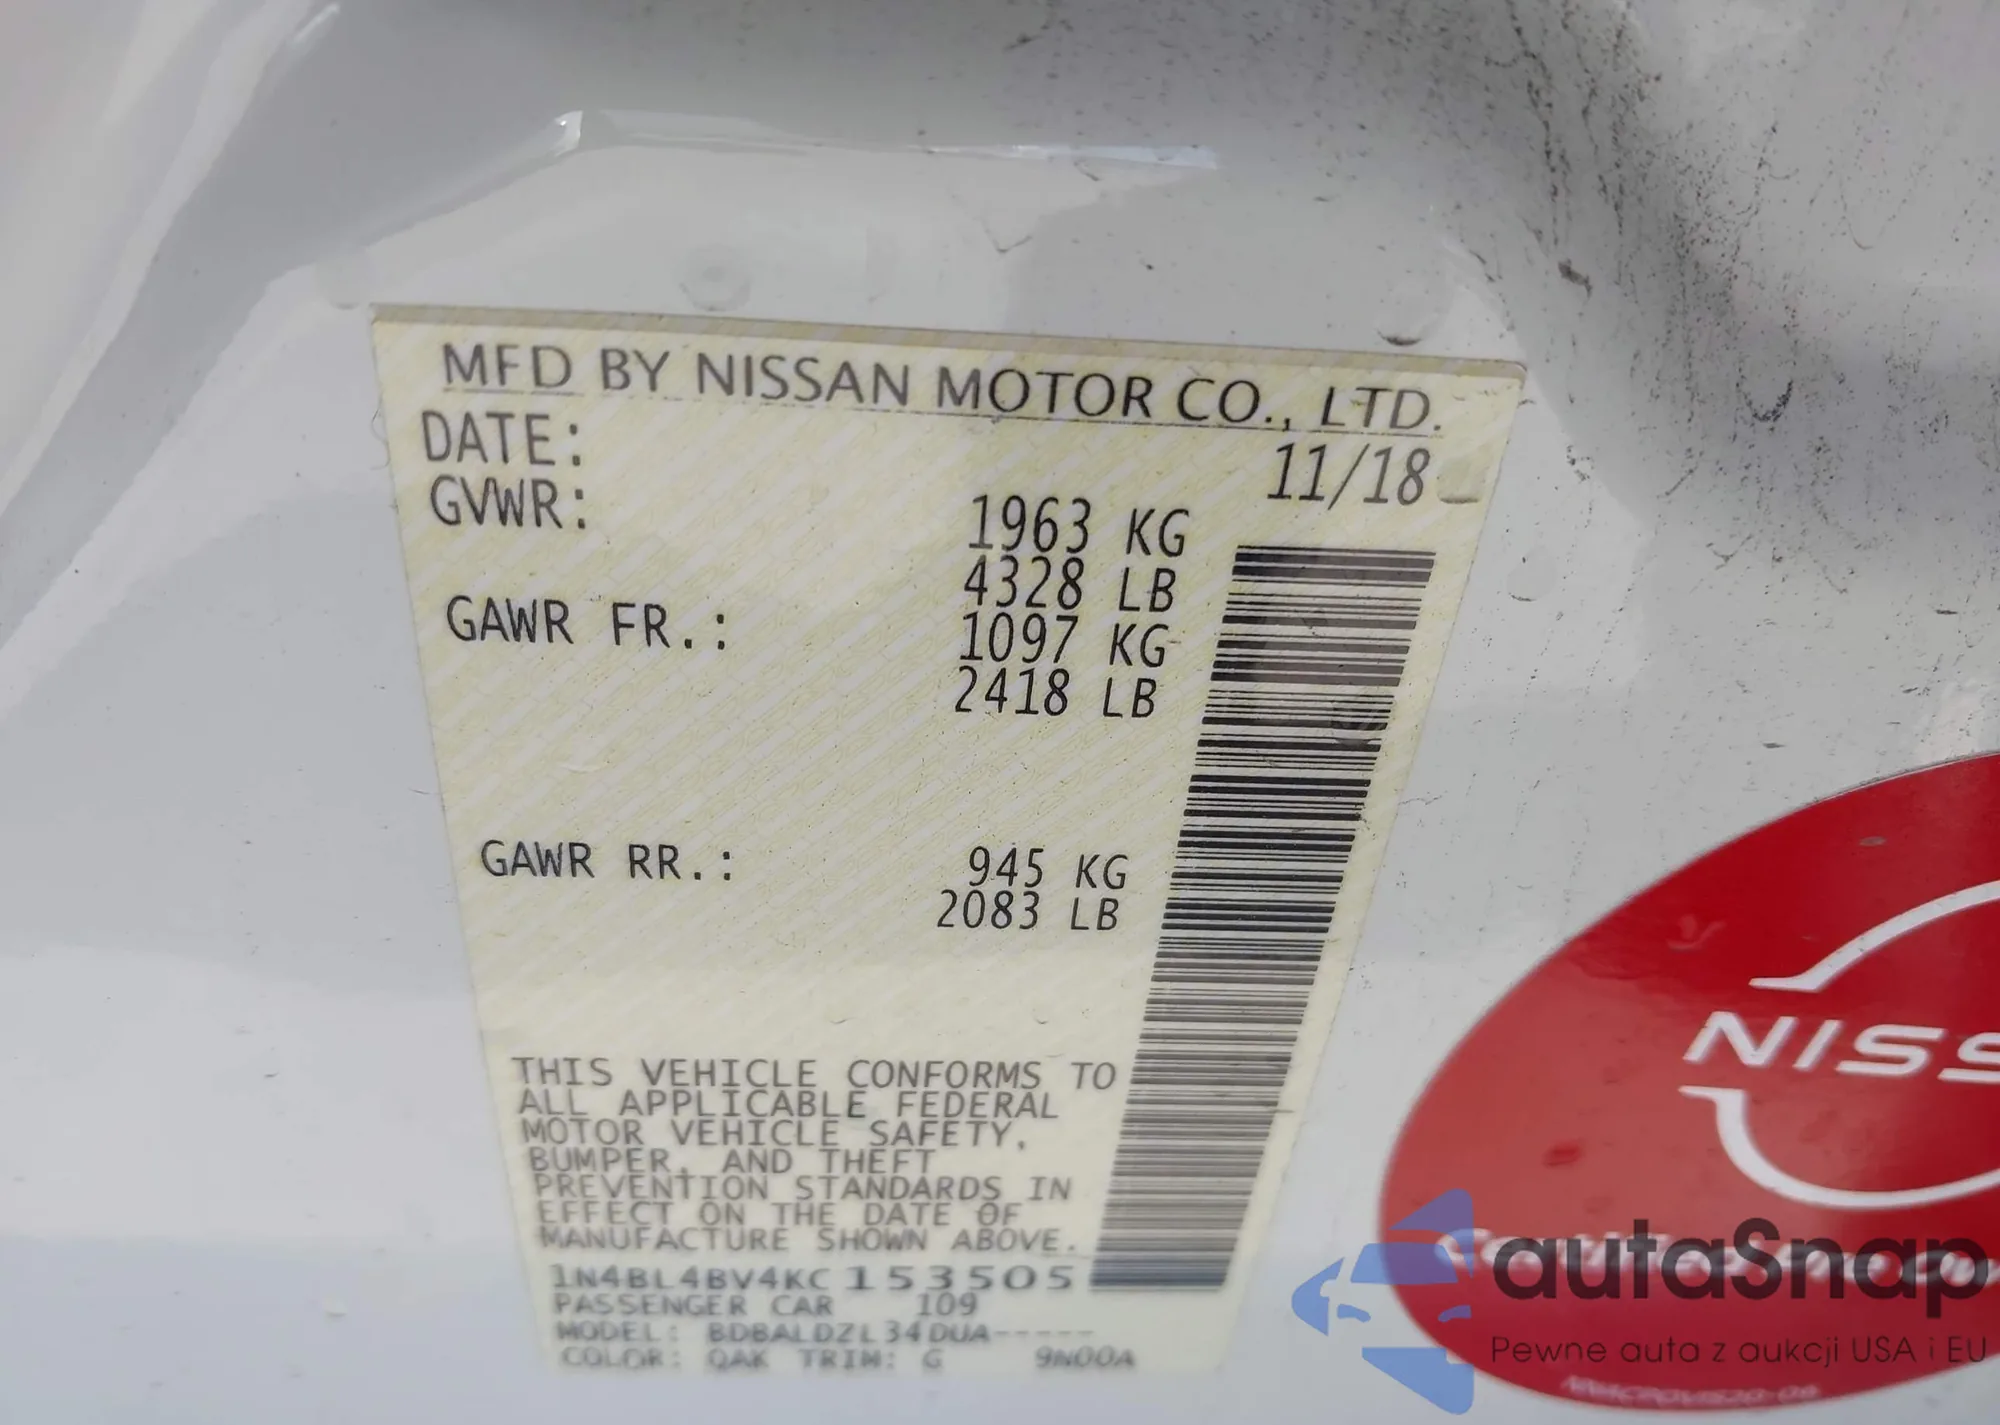 MFD BY NISSAN MOTOR CO., LTD.
DATE: 11/18
GVWR: 1963 KG
4328 LB
GAWR FR.: 1097 KG
2418 LB
GAWR RR.: 945 KG
2083 LB
THIS VEHICLE CONFORMS TO
ALL APPLICABLE FEDERAL
MOTOR VEHICLE SAFETY,
BUMPER, AND THEFT
PREVENTION STANDARDS IN
EFFECT ON THE DATE OF
MANUFACTURE SHOWN ABOVE.
1N4BL4BV4KC153505
PASSENGER CAR 109
MODEL: BDBALDZL34DUA-----
COLOR: QAK TRIM: G 9N00A
NISS
autaSnap
Pewne auta z aukcji USA i EU